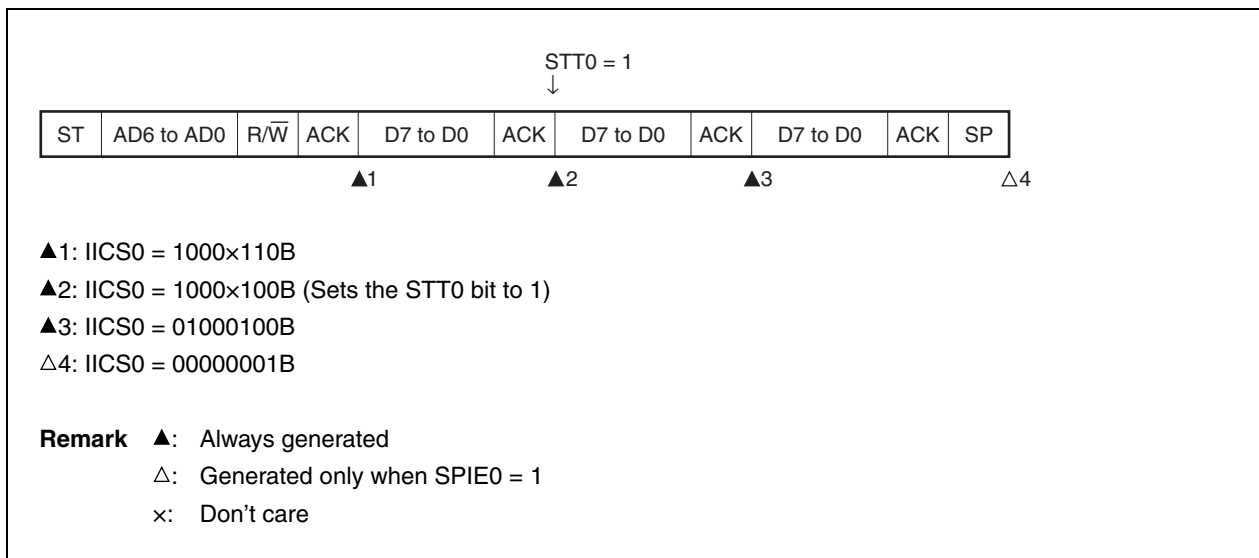 STT0 = 1
↓
ST AD6 to AD0 R/W̅ ACK D7 to D0 ACK D7 to D0 ACK D7 to D0 ACK SP
▲1 ▲2 ▲3 △4
▲1: IICS0 = 1000×110B
▲2: IICS0 = 1000×100B (Sets the STT0 bit to 1)
▲3: IICS0 = 01000100B
△4: IICS0 = 00000001B
Remark ▲: Always generated
△: Generated only when SPIE0 = 1
×: Don't care